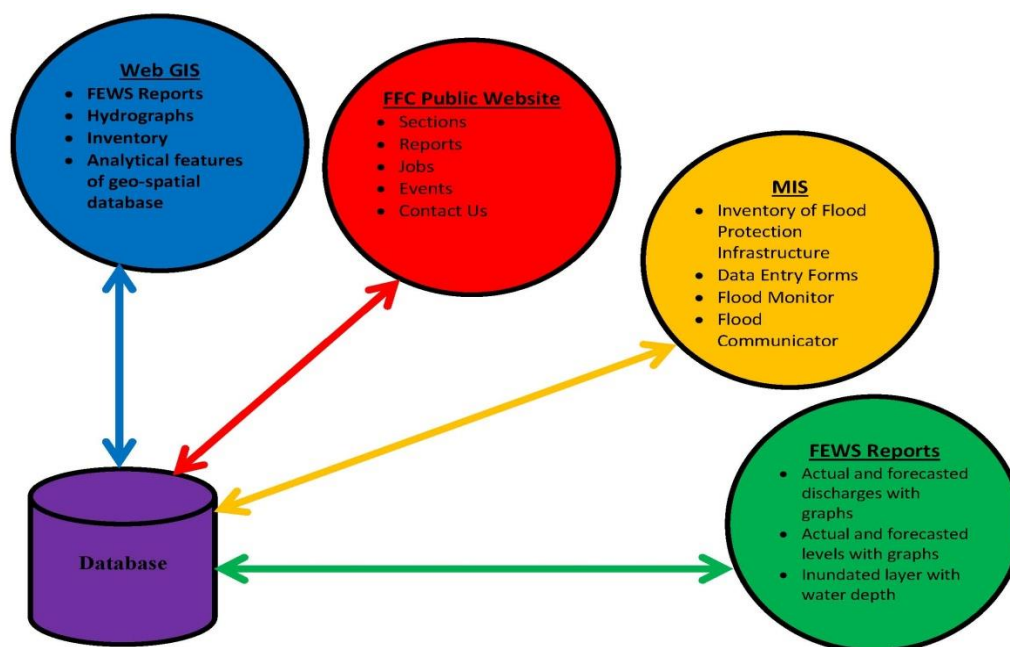 Web GIS
• FEWS Reports
• Hydrographs
• Inventory
• Analytical features
of geo-spatial
database
FFC Public Website
• Sections
• Reports
• Jobs
• Events
• Contact Us
MIS
• Inventory of Flood
Protection
Infrastructure
• Data Entry Forms
• Flood Monitor
• Flood
Communicator
FEWS Reports
• Actual and forecasted
discharges with
graphs
• Actual and forecasted
levels with graphs
• Inundated layer with
water depth
Database